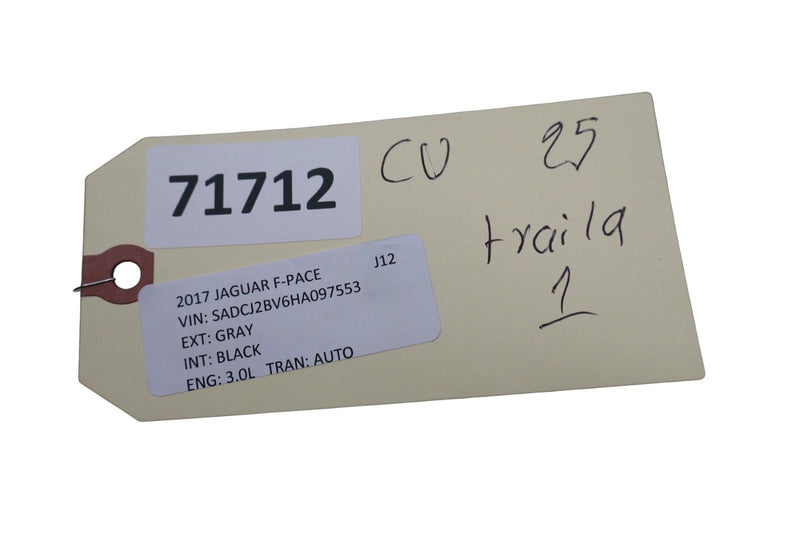 71712
CU 25
traila
1
2017 JAGUAR F-PACE J12
VIN: SADCJ2BV6HA097553
EXT: GRAY
INT: BLACK
ENG: 3.0L TRAN: AUTO